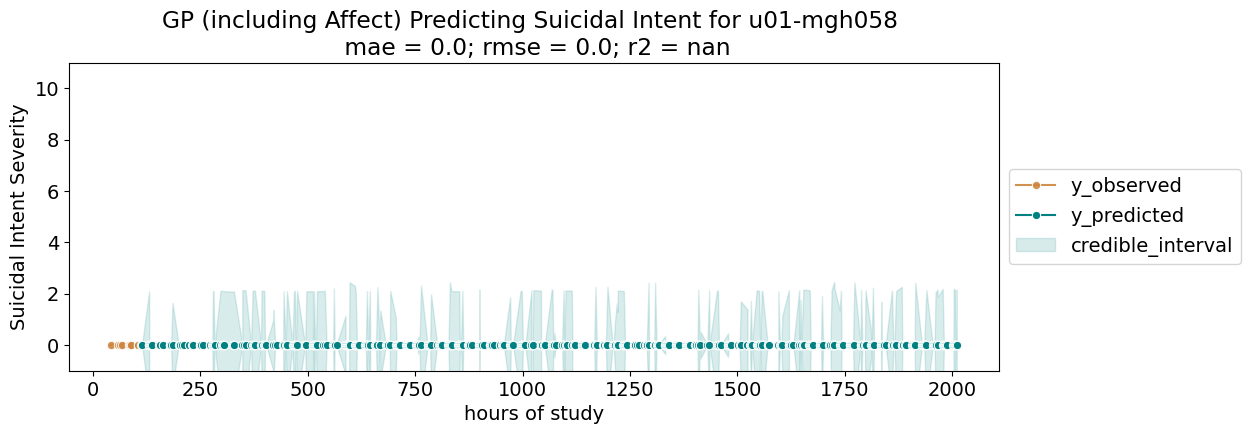 GP (including Affect) Predicting Suicidal Intent for u01-mgh058
mae = 0.0; rmse = 0.0; r2 = nan
Suicidal Intent Severity
10
8
6
4
2
0
0 250 500 750 1000 1250 1500 1750 2000
hours of study
y_observed
y_predicted
credible_interval